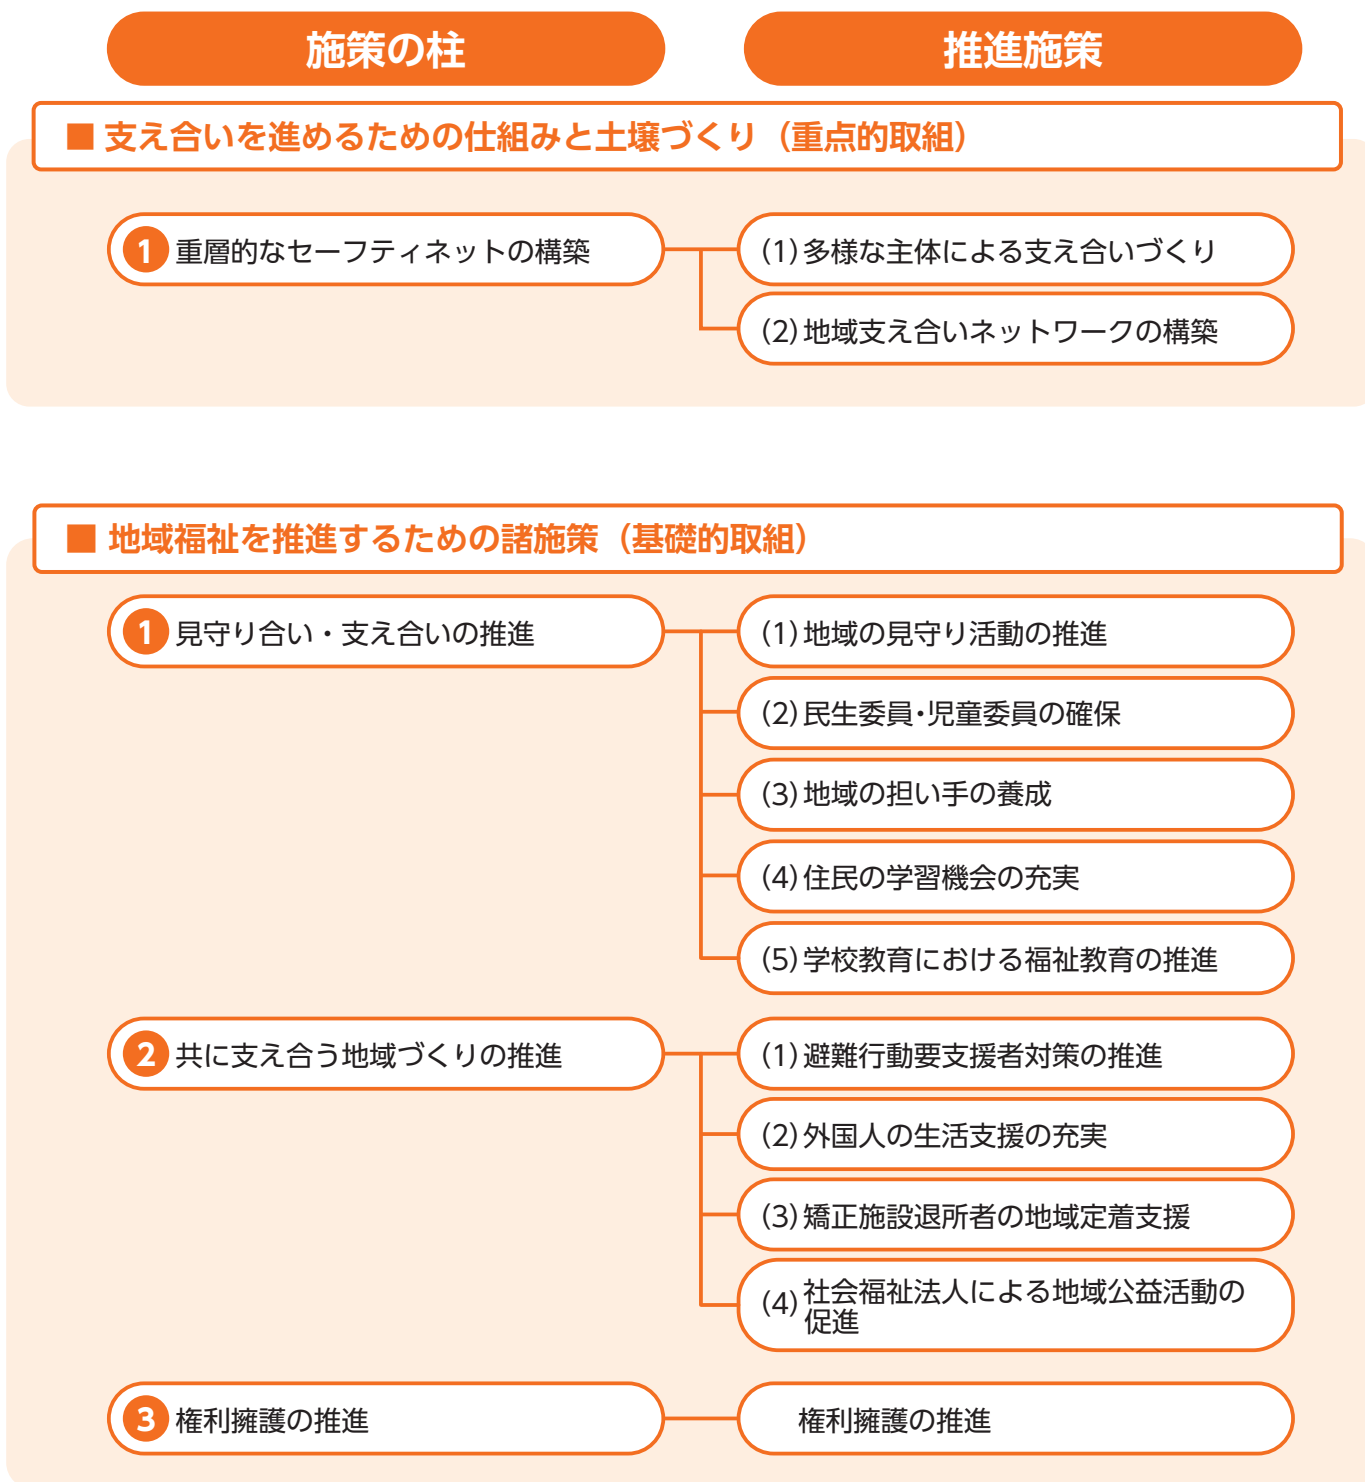 施策の柱
推進施策
■ 支え合いを進めるための仕組みと土壌づくり（重点的取組）
1 重層的なセーフティネットの構築
(1)多様な主体による支え合いづくり
(2)地域支え合いネットワークの構築
■ 地域福祉を推進するための諸施策（基礎的取組）
1 見守り合い・支え合いの推進
(1)地域の見守り活動の推進
(2)民生委員・児童委員の確保
(3)地域の担い手の養成
(4)住民の学習機会の充実
(5)学校教育における福祉教育の推進
2 共に支え合う地域づくりの推進
(1)避難行動要支援者対策の推進
(2)外国人の生活支援の充実
(3)矯正施設退所者の地域定着支援
(4)社会福祉法人による地域公益活動の
促進
3 権利擁護の推進
権利擁護の推進